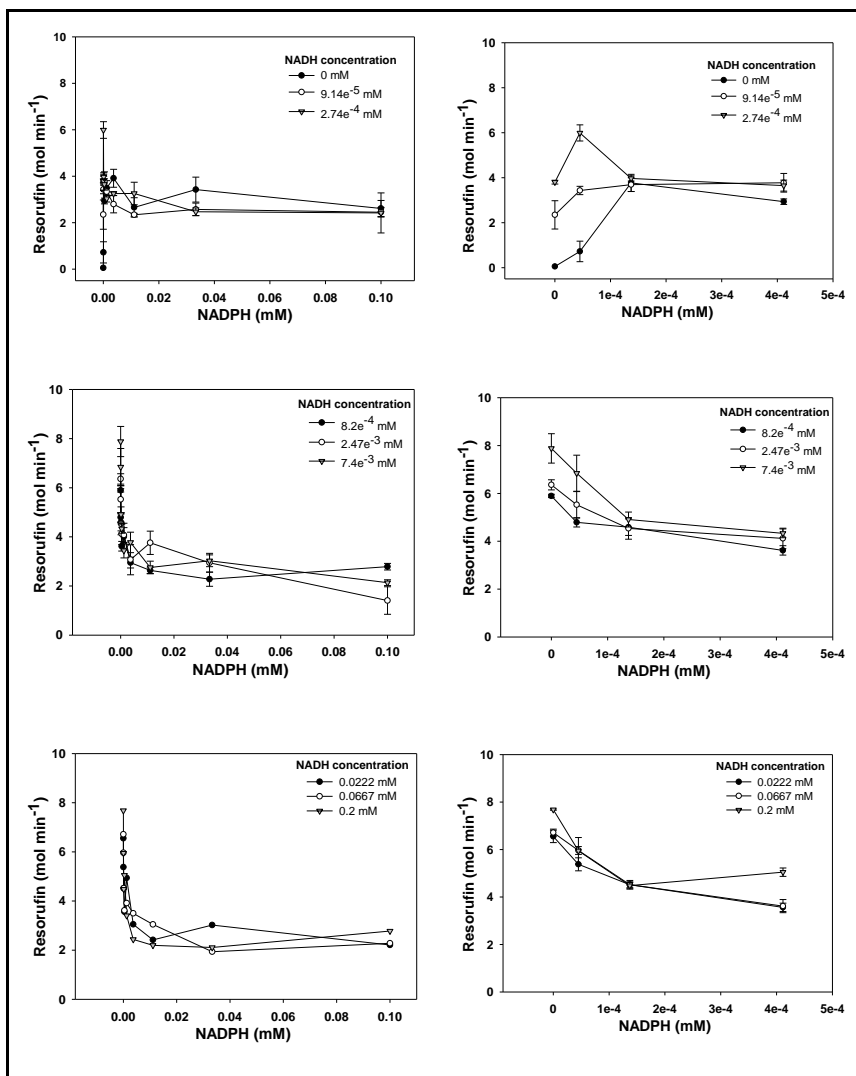 NADH concentration
0 mM
9.14e-5 mM
2.74e-4 mM
Resorufin (mol min-1)
10
8
6
4
2
0
0.00 0.02 0.04 0.06 0.08 0.10
NADPH (mM)
NADH concentration
0 mM
9.14e-5 mM
2.74e-4 mM
Resorufin (mol min-1)
10
8
6
4
2
0
0 1e-4 2e-4 3e-4 4e-4 5e-4
NADPH (mM)
NADH concentration
8.2e-4 mM
2.47e-3 mM
7.4e-3 mM
Resorufin (mol min-1)
10
8
6
4
2
0
0.00 0.02 0.04 0.06 0.08 0.10
NADPH (mM)
NADH concentration
8.2e-4 mM
2.47e-3 mM
7.4e-3 mM
Resorufin (mol min-1)
10
8
6
4
2
0
0 1e-4 2e-4 3e-4 4e-4 5e-4
NADPH (mM)
NADH concentration
0.0222 mM
0.0667 mM
0.2 mM
Resorufin (mol min-1)
10
8
6
4
2
0
0.00 0.02 0.04 0.06 0.08 0.10
NADPH (mM)
NADH concentration
0.0222 mM
0.0667 mM
0.2 mM
Resorufin (mol min-1)
10
8
6
4
2
0
0 1e-4 2e-4 3e-4 4e-4 5e-4
NADPH (mM)